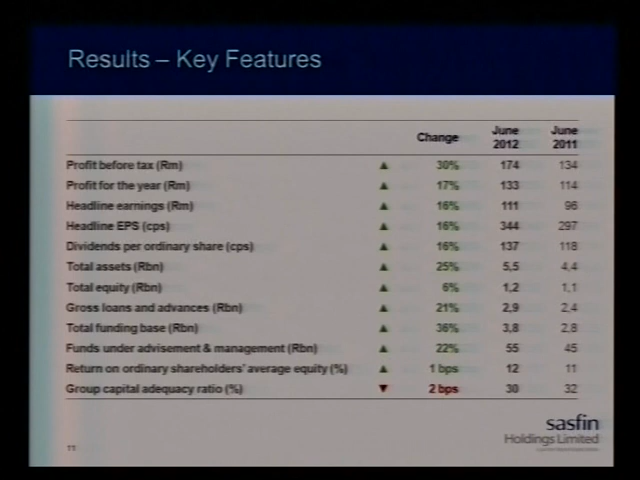 Results – Key Features
Change June 2012 June 2011
Profit before tax (Rm) ▲ 30% 174 134
Profit for the year (Rm) ▲ 17% 133 114
Headline earnings (Rm) ▲ 16% 111 96
Headline EPS (cps) ▲ 16% 344 297
Dividends per ordinary share (cps) ▲ 16% 137 118
Total assets (Rbn) ▲ 25% 5,5 4,4
Total equity (Rbn) ▲ 6% 1,2 1,1
Gross loans and advances (Rbn) ▲ 21% 2,9 2,4
Total funding base (Rbn) ▲ 36% 3,8 2,8
Funds under advisement & management (Rbn) ▲ 22% 55 45
Return on ordinary shareholders' average equity (%) ▲ 1 bps 12 11
Group capital adequacy ratio (%) ▼ 2 bps 30 32
sasfin
Holdings Limited
11